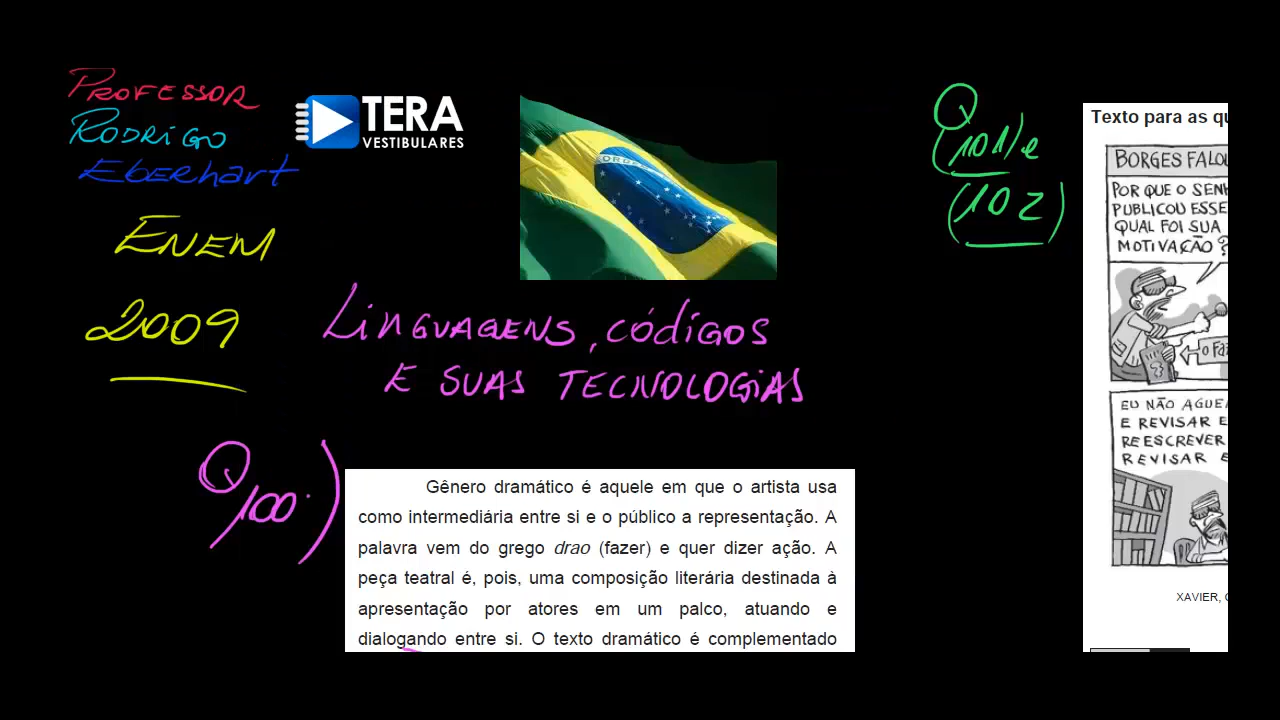 PROFESSOR
RODRIGO
EBERHART
TERA
VESTIBULARES
ENEM
2009
LINGUAGENS, CÓDIGOS
E SUAS TECNOLOGIAS
Q100.)
Gênero dramático é aquele em que o artista usa
como intermediária entre si e o público a representação. A
palavra vem do grego drao (fazer) e quer dizer ação. A
peça teatral é, pois, uma composição literária destinada à
apresentação por atores em um palco, atuando e
dialogando entre si. O texto dramático é complementado
Q101 e
(102)
Texto para as qu
BORGES FALOU
POR QUE O SENH
PUBLICOU ESSE
QUAL FOI SUA
MOTIVAÇÃO?
O FAZ
EU NÃO AGUE
E REVISAR E
REESCREVER
REVISAR E
XAVIER, C